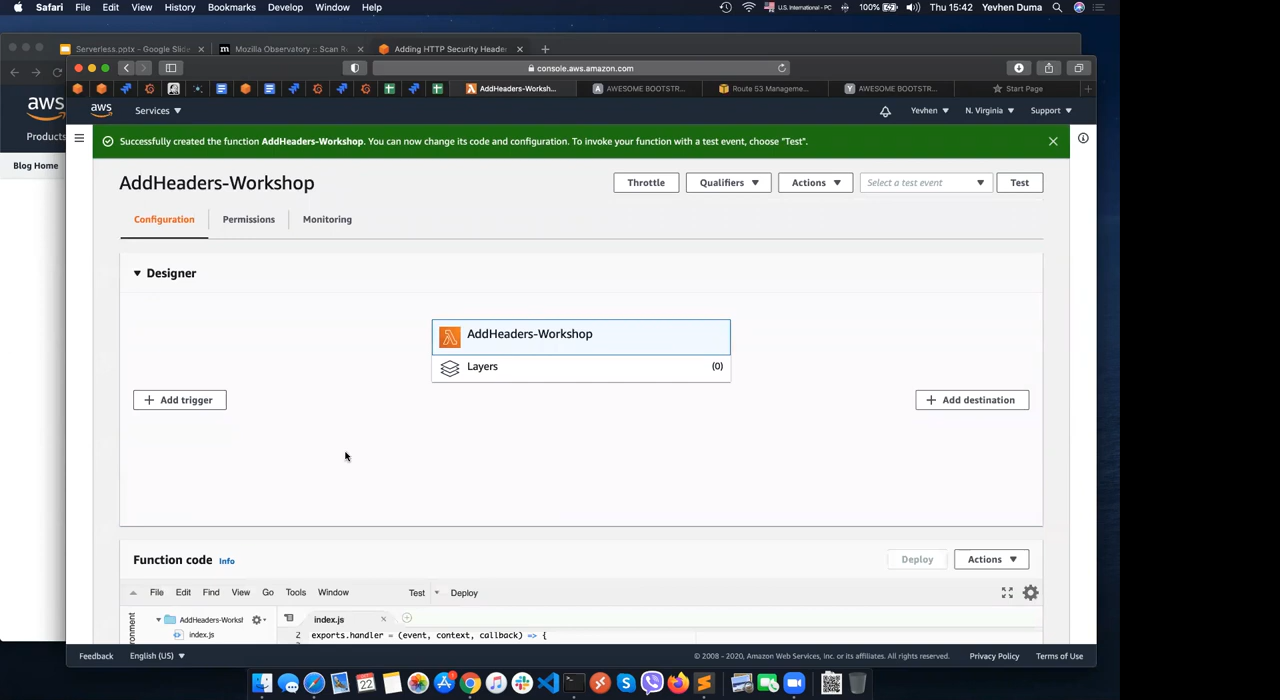 Safari File Edit View History Bookmarks Develop Window Help U.S. International - PC 100% Thu 15:42 Yevhen Duma
Serverless.pptx - Google Slide Mozilla Observatory :: Scan R Adding HTTP Security Header
console.aws.amazon.com
AddHeaders-Worksh... AWESOME BOOTSTR... Route 53 Manageme... AWESOME BOOTSTR... Start Page
aws
Products
Blog Home
aws Services Yevhen N. Virginia Support
Successfully created the function AddHeaders-Workshop. You can now change its code and configuration. To invoke your function with a test event, choose "Test".
AddHeaders-Workshop
Throttle Qualifiers Actions Select a test event Test
Configuration Permissions Monitoring
Designer
AddHeaders-Workshop
Layers (0)
+ Add trigger
+ Add destination
Function code Info
Deploy Actions
File Edit Find View Go Tools Window Test Deploy
AddHeaders-Worksl index.js
index.js
2 exports.handler = (event, context, callback) => {
Feedback English (US) © 2008 - 2020, Amazon Web Services, Inc. or its affiliates. All rights reserved. Privacy Policy Terms of Use
22